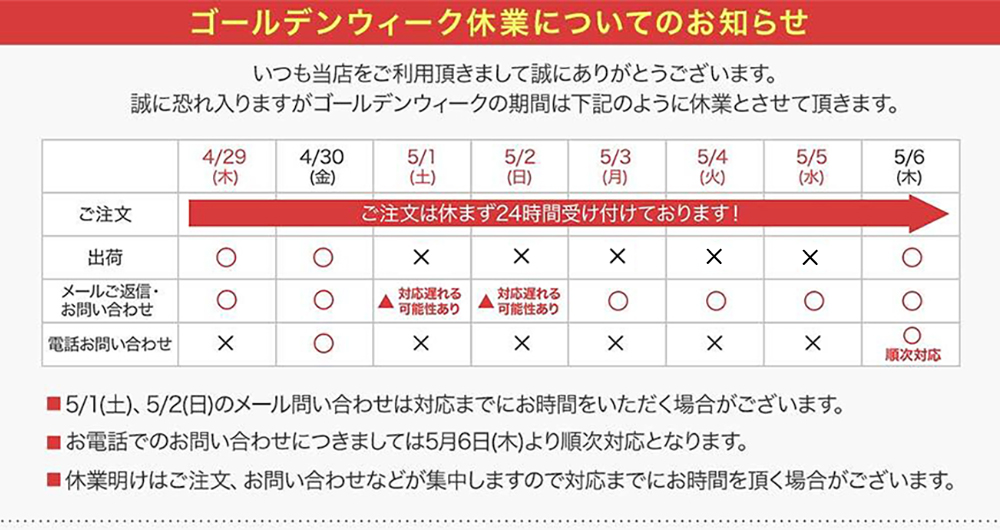 ゴールデンウィーク休業についてのお知らせ
いつも当店をご利用頂きまして誠にありがとうございます。
誠に恐れ入りますがゴールデンウィークの期間は下記のように休業とさせて頂きます。
4/29 4/30 5/1 5/2 5/3 5/4 5/5 5/6
(木) (金) (土) (日) (月) (火) (水) (木)
ご注文 ご注文は休まず24時間受け付けております！
出荷 ○ ○ × × × × × ○
メールご返信・ ○ ○ ▲対応遅れる ▲対応遅れる ○ ○ ○ ○
お問い合わせ 可能性あり 可能性あり
電話お問い合わせ × ○ × × × × × ○
順次対応
■5/1(土)、5/2(日)のメール問い合わせは対応までにお時間をいただく場合がございます。
■お電話でのお問い合わせにつきましては5月6日(木)より順次対応となります。
■休業明けはご注文、お問い合わせなどが集中しますので対応までにお時間を頂く場合がございます。